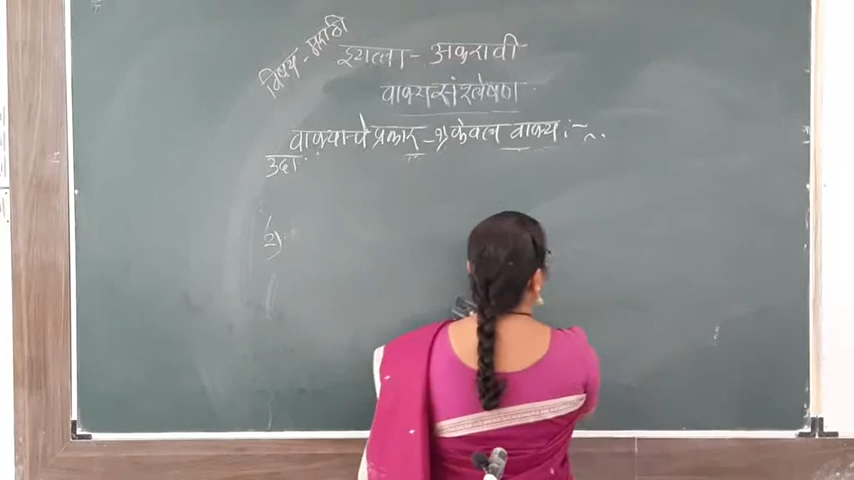 विषय - मराठी
इयत्ता - अकरावी
वाक्यसंश्लेषण
वाक्याचे प्रकार - १) केवल वाक्य :-
उदा.
२)